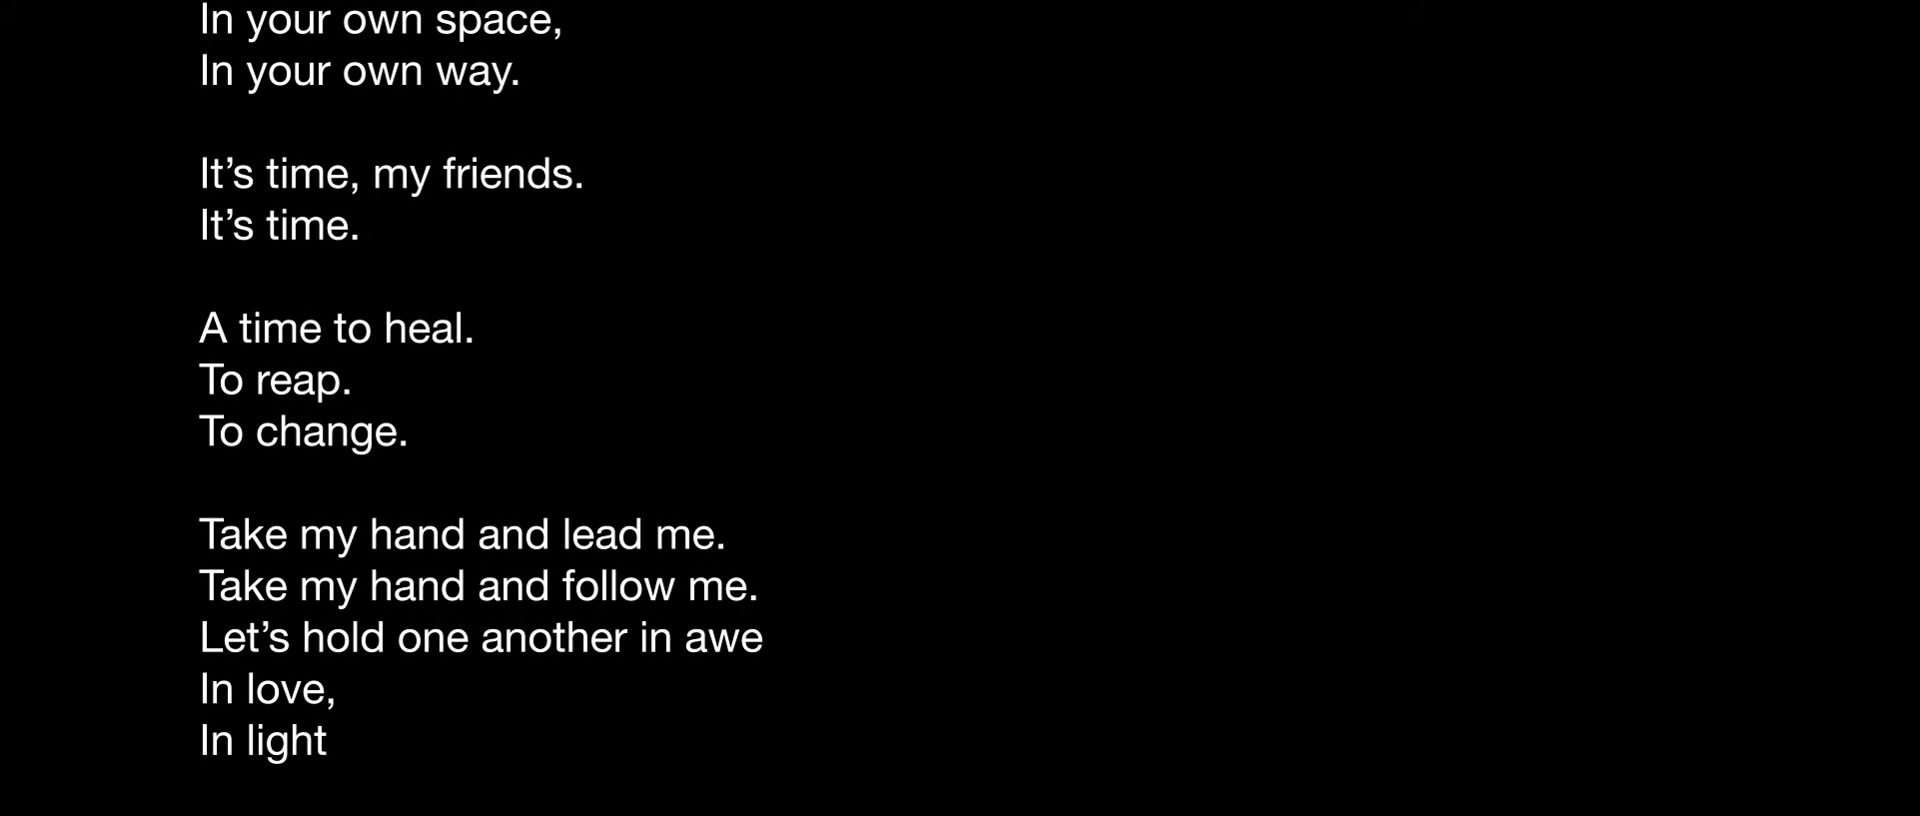 In your own space,
In your own way.
It’s time, my friends.
It’s time.
A time to heal.
To reap.
To change.
Take my hand and lead me.
Take my hand and follow me.
Let’s hold one another in awe
In love,
In light